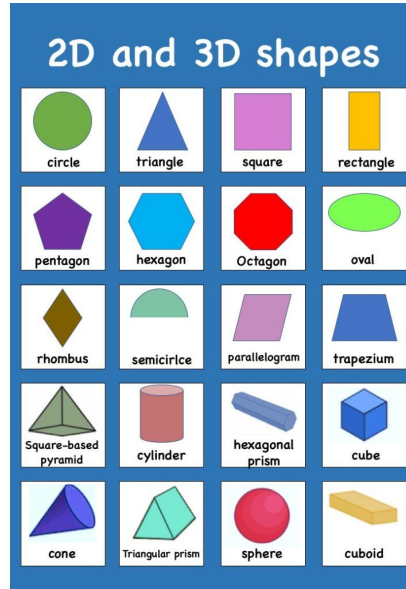 2D and 3D shapes
circle
triangle
square
rectangle
pentagon
hexagon
Octagon
oval
rhombus
semicirlce
parallelogram
trapezium
Square-based
pyramid
cylinder
hexagonal
prism
cube
cone
Triangular prism
sphere
cuboid